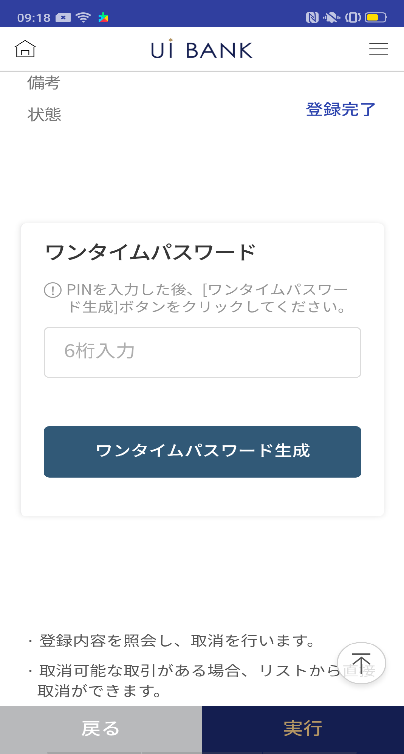 09:18
UI BANK
備考
状態
登録完了
ワンタイムパスワード
PINを入力した後、[ワンタイムパスワー
ド生成]ボタンをクリックしてください。
6桁入力
ワンタイムパスワード生成
・登録内容を照会し、取消を行います。
・取消可能な取引がある場合、リストから直接
取消ができます。
戻る
実行